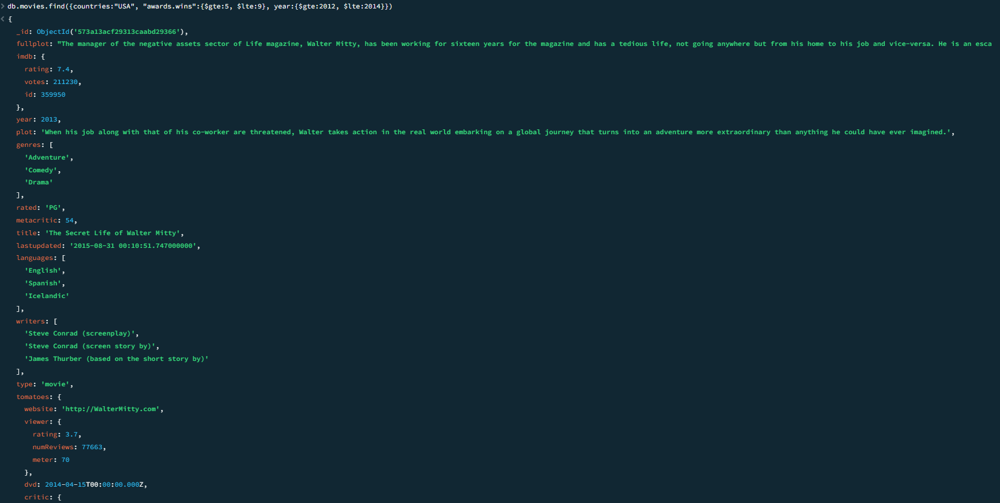 > db.movies.find({countries:"USA", "awards.wins":{$gte:5, $lte:9}, year:{$gte:2012, $lte:2014}})
< {
_id: ObjectId('573a13acf29313caabd29366'),
fullplot: "The manager of the negative assets sector of Life magazine, Walter Mitty, has been working for sixteen years for the magazine and has a tedious life, not going anywhere but from his home to his job and vice-versa. He is an esca
imdb: {
rating: 7.4,
votes: 211230,
id: 359950
},
year: 2013,
plot: 'When his job along with that of his co-worker are threatened, Walter takes action in the real world embarking on a global journey that turns into an adventure more extraordinary than anything he could have ever imagined.',
genres: [
'Adventure',
'Comedy',
'Drama'
],
rated: 'PG',
metacritic: 54,
title: 'The Secret Life of Walter Mitty',
lastupdated: '2015-08-31 00:10:51.747000000',
languages: [
'English',
'Spanish',
'Icelandic'
],
writers: [
'Steve Conrad (screenplay)',
'Steve Conrad (screen story by)',
'James Thurber (based on the short story by)'
],
type: 'movie',
tomatoes: {
website: 'http://WalterMitty.com',
viewer: {
rating: 3.7,
numReviews: 77663,
meter: 70
},
dvd: 2014-04-15T00:00:00.000Z,
critic: {